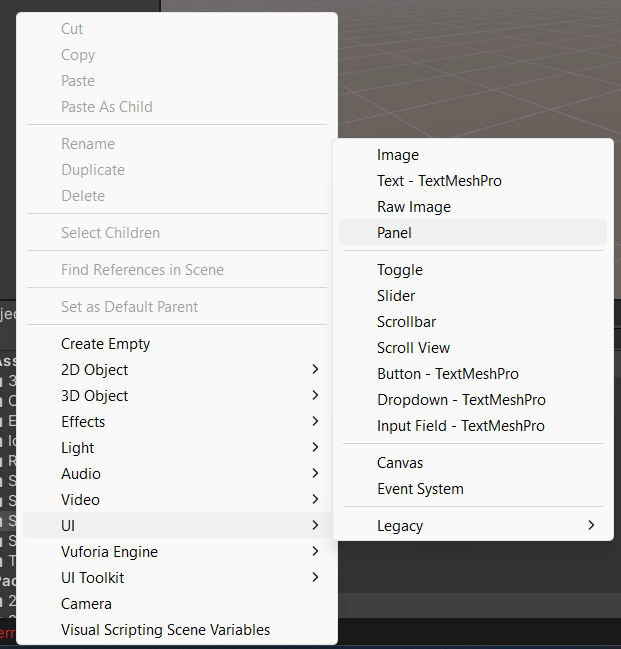 Cut
Copy
Paste
Paste As Child
Rename
Duplicate
Delete
Select Children
Find References in Scene
Set as Default Parent
Create Empty
2D Object
3D Object
Effects
Light
Audio
Video
UI
Vuforia Engine
UI Toolkit
Camera
Visual Scripting Scene Variables
Image
Text - TextMeshPro
Raw Image
Panel
Toggle
Slider
Scrollbar
Scroll View
Button - TextMeshPro
Dropdown - TextMeshPro
Input Field - TextMeshPro
Canvas
Event System
Legacy